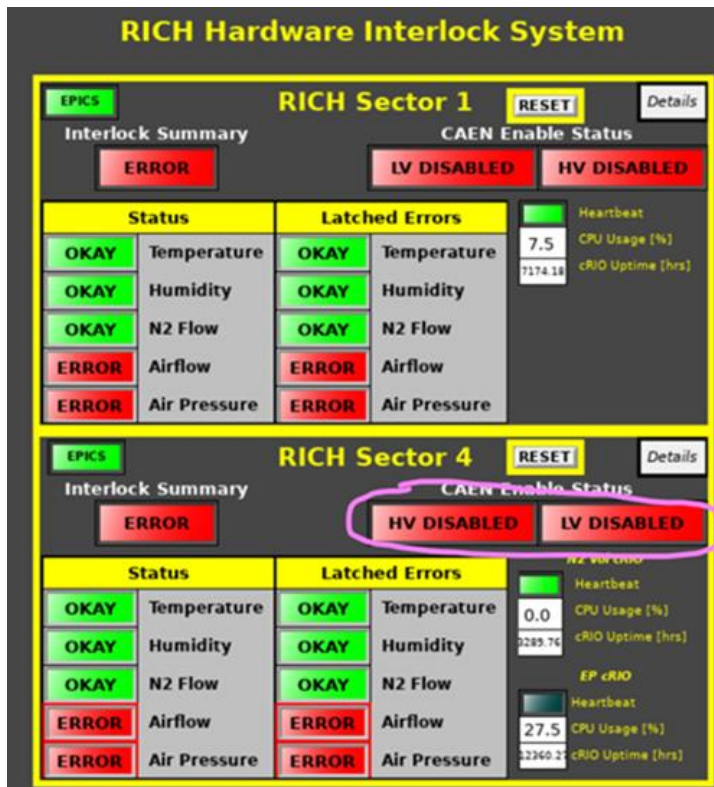 RICH Hardware Interlock System
EPICS RICH Sector 1 RESET Details
Interlock Summary CAEN Enable Status
ERROR LV DISABLED HV DISABLED
Status Latched Errors Heartbeat
OKAY Temperature OKAY Temperature 7.5 CPU Usage [%]
7174.18 cRIO Uptime [hrs]
OKAY Humidity OKAY Humidity
OKAY N2 Flow OKAY N2 Flow
ERROR Airflow ERROR Airflow
ERROR Air Pressure ERROR Air Pressure
EPICS RICH Sector 4 RESET Details
Interlock Summary CAEN Enable Status
ERROR HV DISABLED LV DISABLED
N2 Vol cRIO
Status Latched Errors Heartbeat
OKAY Temperature OKAY Temperature 0.0 CPU Usage [%]
OKAY Humidity OKAY Humidity 3289.76 cRIO Uptime [hrs]
OKAY N2 Flow OKAY N2 Flow EP cRIO
Heartbeat
ERROR Airflow ERROR Airflow 27.5 CPU Usage [%]
ERROR Air Pressure ERROR Air Pressure cRIO Uptime [hrs]